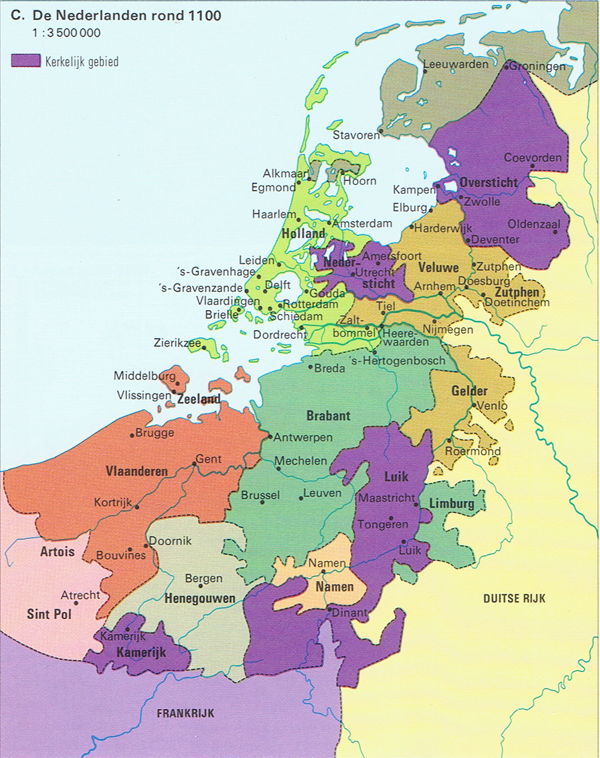 C. De Nederlanden rond 1100
1 : 3 500 000
Kerkelijk gebied
Leeuwarden
Groningen
Stavoren
Coevorden
Alkmaar
Hoorn
Egmond
Kampen
Oversticht
Zwolle
Elburg
Haarlem
Amsterdam
Harderwijk
Oldenzaal
Holland
Deventer
Leiden
Neder-
sticht
Amersfoort
Utrecht
Veluwe
Zutphen
's-Gravenhage
Doesburg
's-Gravenzande
Delft
Gouda
Arnhem
Zutphen
Vlaardingen
Rotterdam
Tiel
Doetinchem
Brielle
Schiedam
Zalt-
bommel
Heere-
waarden
Nijmegen
Dordrecht
Zierikzee
's-Hertogenbosch
Breda
Middelburg
Vlissingen
Zeeland
Gelder
Venlo
Brabant
Brugge
Antwerpen
Roermond
Gent
Mechelen
Vlaanderen
Luik
Kortrijk
Brussel
Leuven
Maastricht
Limburg
Tongeren
Artois
Doornik
Bouvines
Luik
Namen
Bergen
Namen
Atrecht
Henegouwen
DUITSE RIJK
Sint Pol
Dinant
Kamerijk
Kamerijk
FRANKRIJK